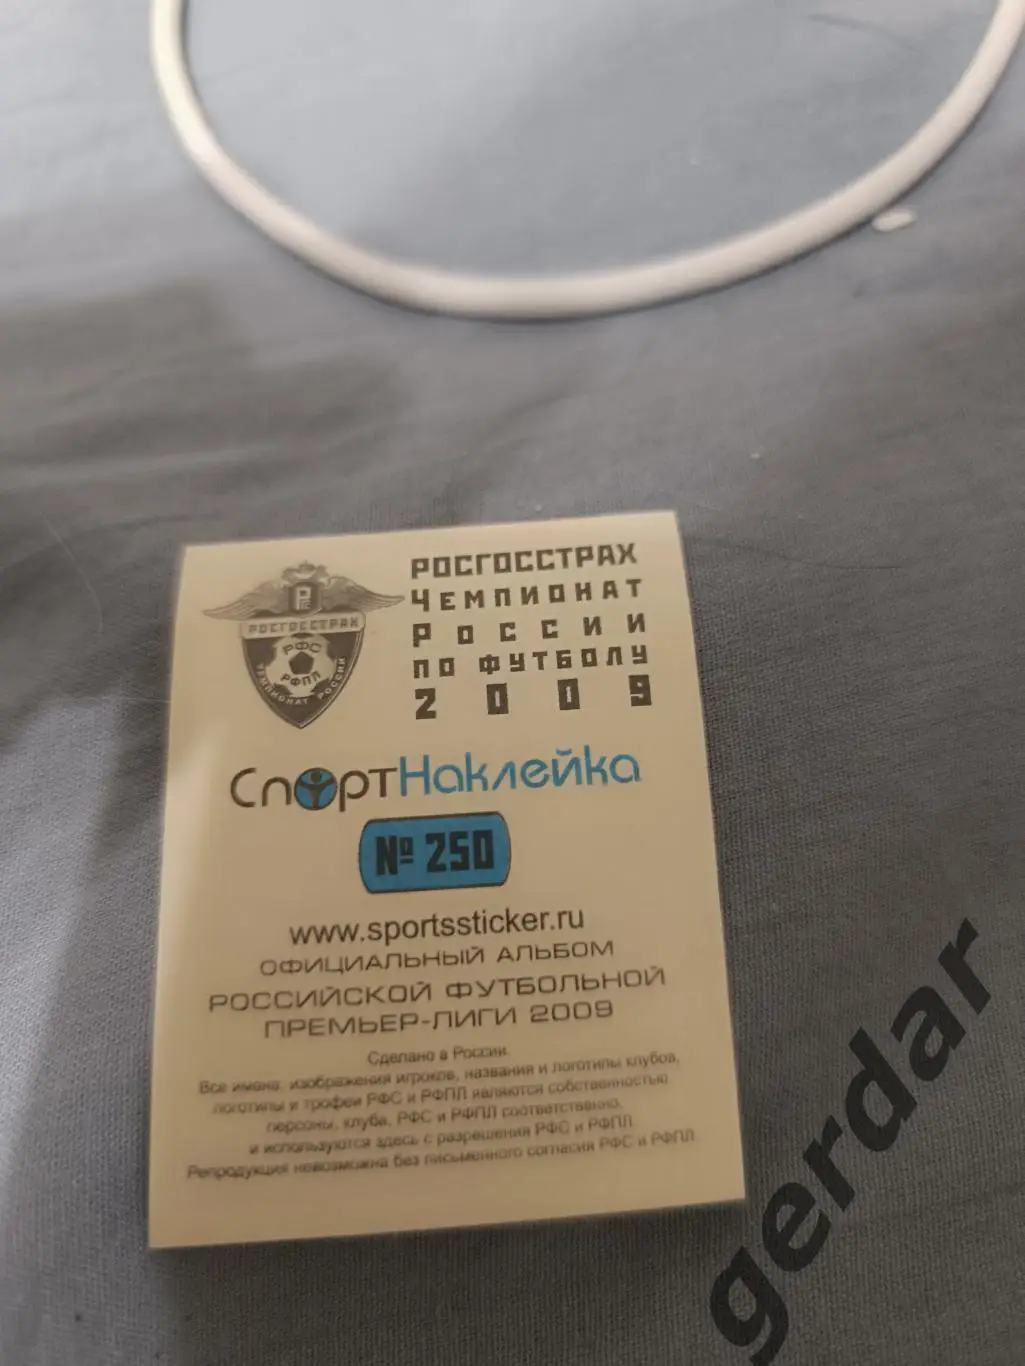 РОСГОССТРАХ
ЧЕМПИОНАТ
РОССИИ
ПО ФУТБОЛУ
2009
РОСГОССТРАХ
РФС
РФПЛ
ЧЕМПИОНАТ РОССИИ
СпортНаклейка
№ 250
www.sportssticker.ru
ОФИЦИАЛЬНЫЙ АЛЬБОМ
РОССИЙСКОЙ ФУТБОЛЬНОЙ
ПРЕМЬЕР-ЛИГИ 2009
Сделано в России.
Все имена, изображения игроков, названия и логотипы клубов,
логотипы и трофеи РФС и РФПЛ являются собственностью
персоны, клуба, РФС и РФПЛ соответственно,
и используются здесь с разрешения РФС и РФПЛ.
Репродукция невозможна без письменного согласия РФС и РФПЛ.
gerdar